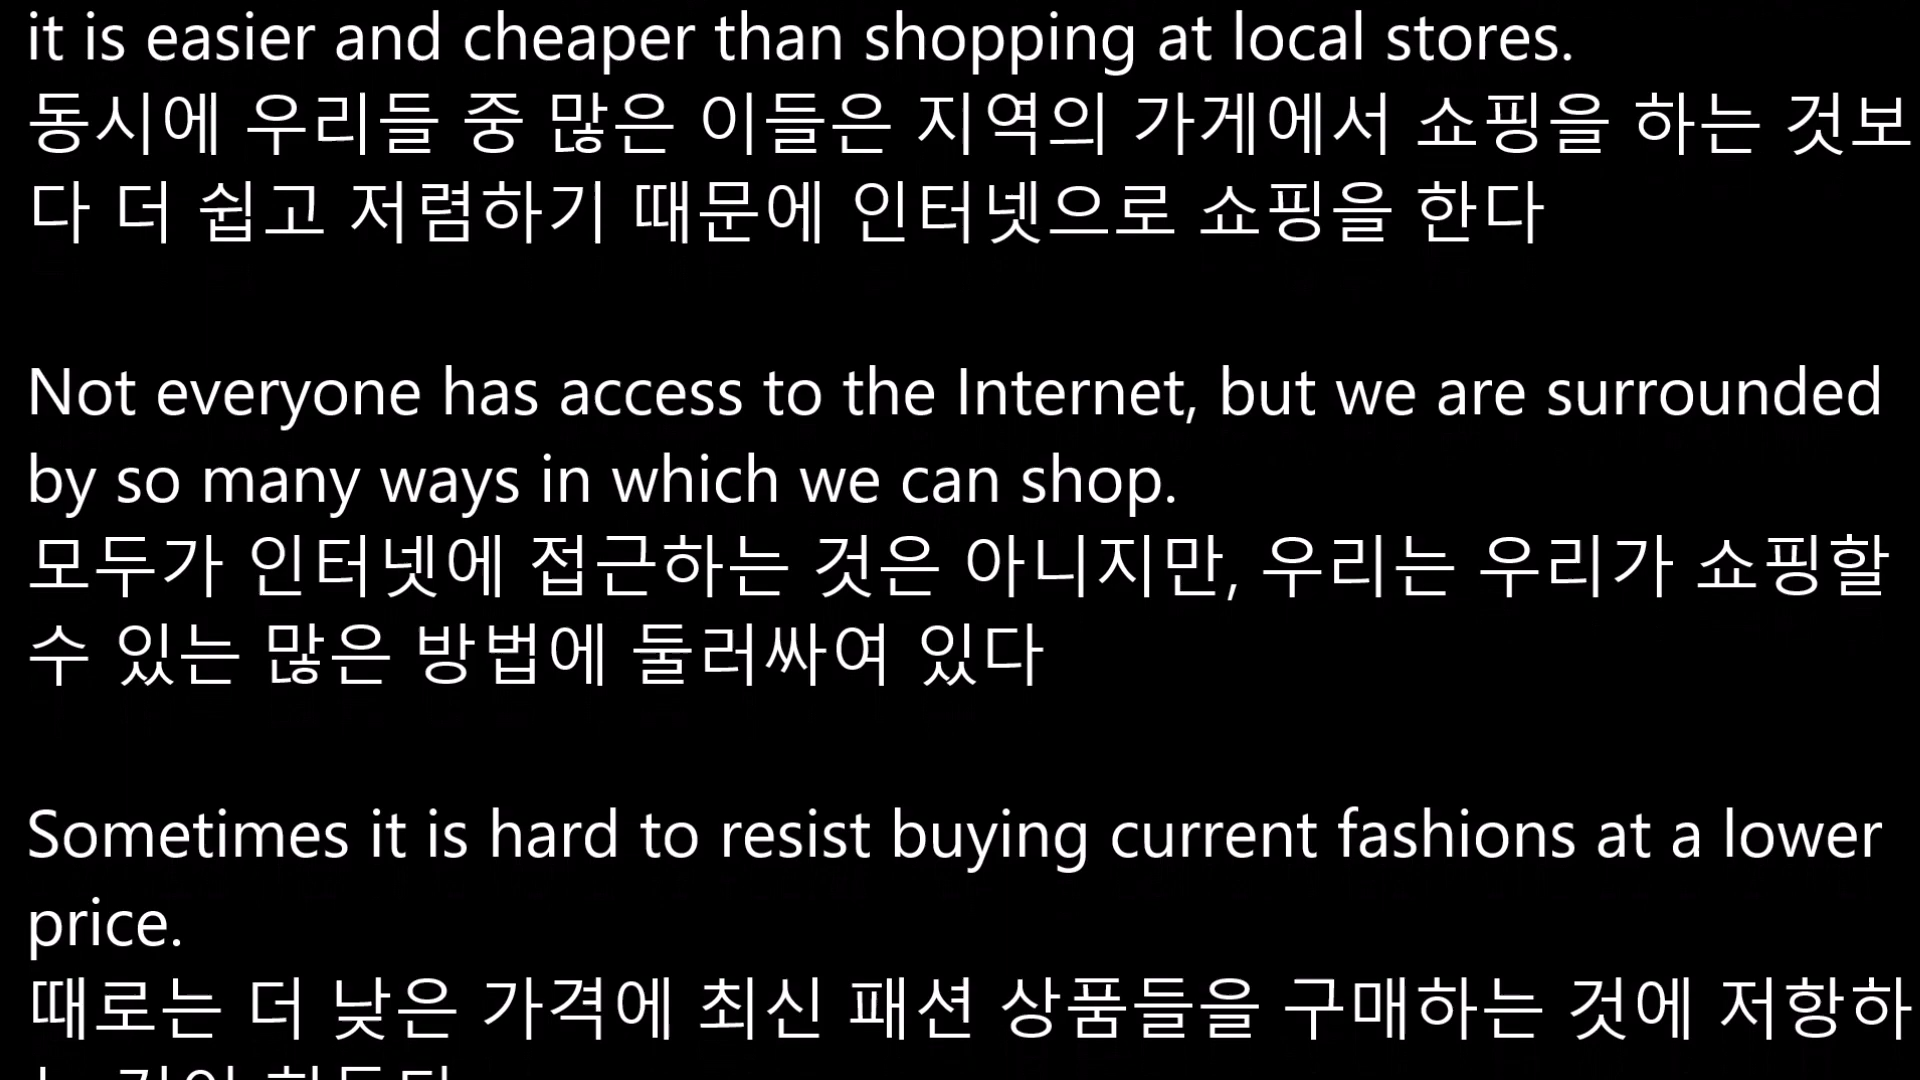 it is easier and cheaper than shopping at local stores.
동시에 우리들 중 많은 이들은 지역의 가게에서 쇼핑을 하는 것보
다 더 쉽고 저렴하기 때문에 인터넷으로 쇼핑을 한다
Not everyone has access to the Internet, but we are surrounded
by so many ways in which we can shop.
모두가 인터넷에 접근하는 것은 아니지만, 우리는 우리가 쇼핑할
수 있는 많은 방법에 둘러싸여 있다
Sometimes it is hard to resist buying current fashions at a lower
price.
때로는 더 낮은 가격에 최신 패션 상품들을 구매하는 것에 저항하